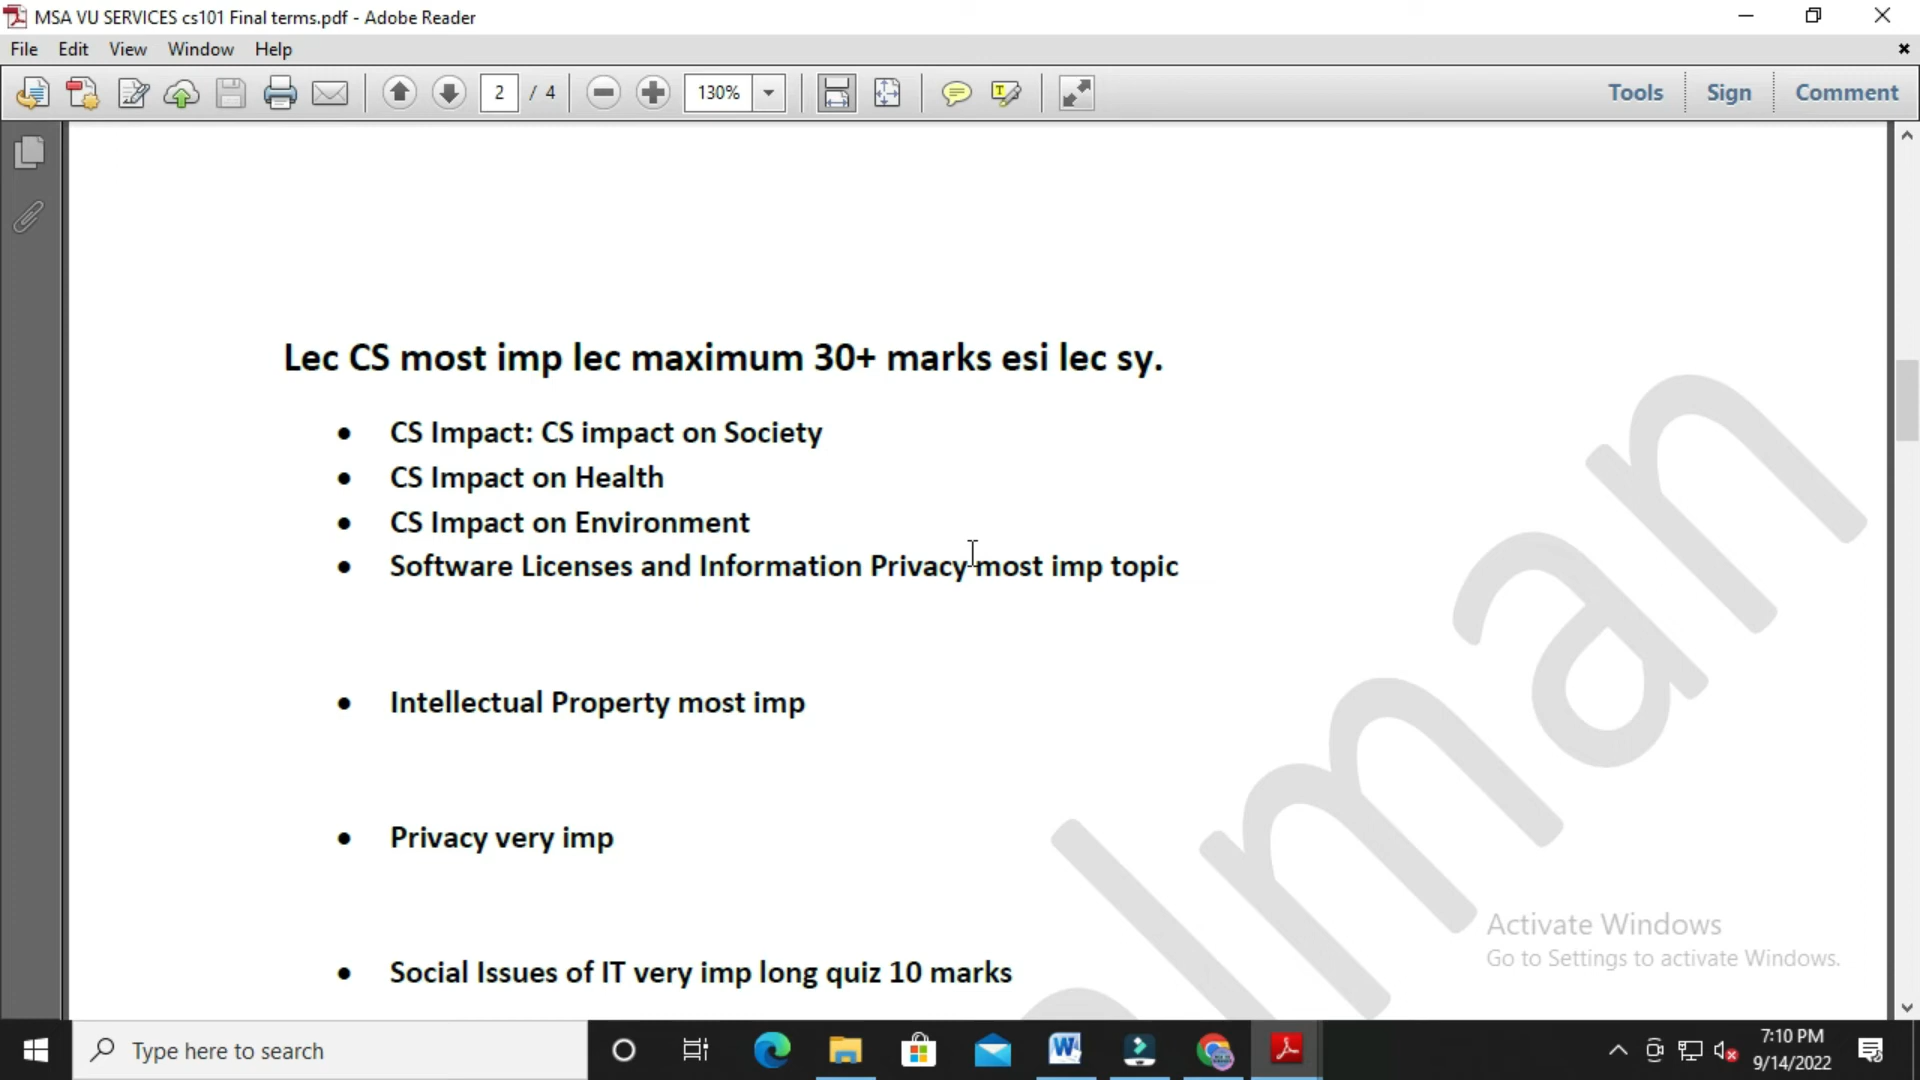 MSA VU SERVICES cs101 Final terms.pdf - Adobe Reader
File Edit View Window Help
2 / 4 130% Tools Sign Comment
Lec CS most imp lec maximum 30+ marks esi lec sy.
• CS Impact: CS impact on Society
• CS Impact on Health
• CS Impact on Environment
• Software Licenses and Information Privacy most imp topic
• Intellectual Property most imp
• Privacy very imp
• Social Issues of IT very imp long quiz 10 marks
lman
Activate Windows
Go to Settings to activate Windows.
Type here to search
7:10 PM
9/14/2022